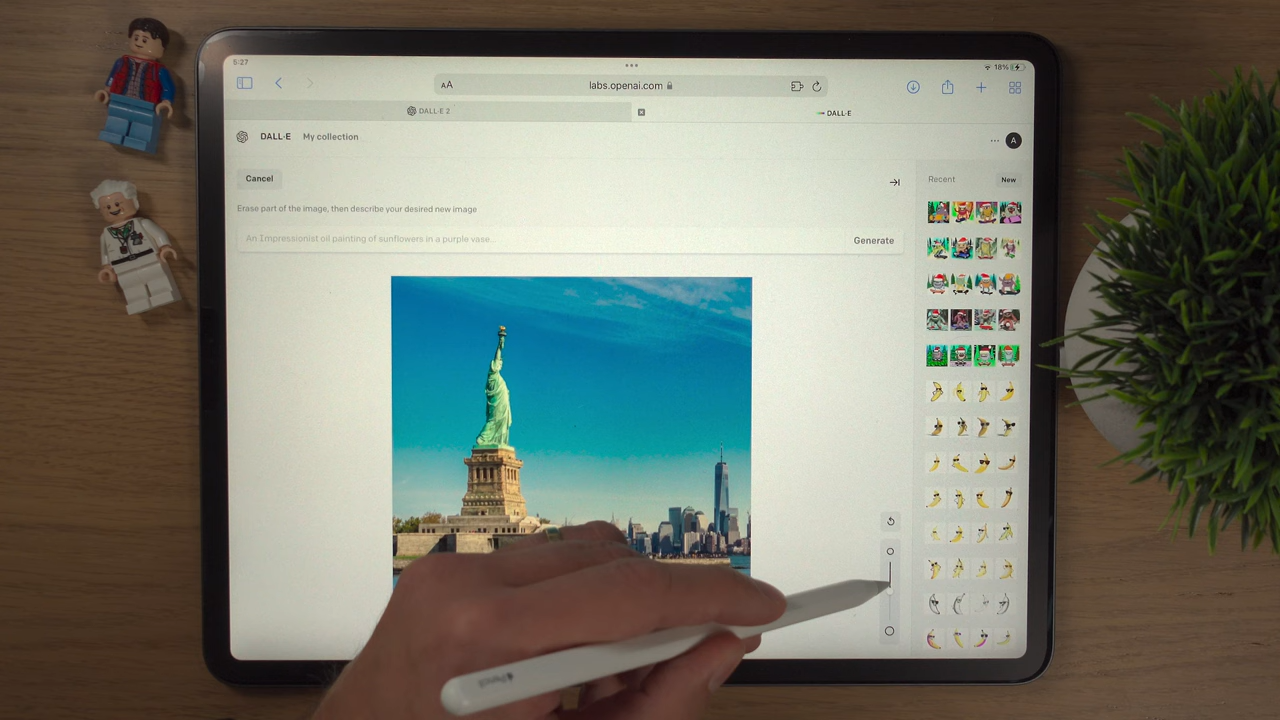 5:27
18%
AA
labs.openai.com
DALL·E 2
DALL·E
DALL·E My collection
A
Cancel
Recent
New
Erase part of the image, then describe your desired new image
An Impressionist oil painting of sunflowers in a purple vase...
Generate
Pencil